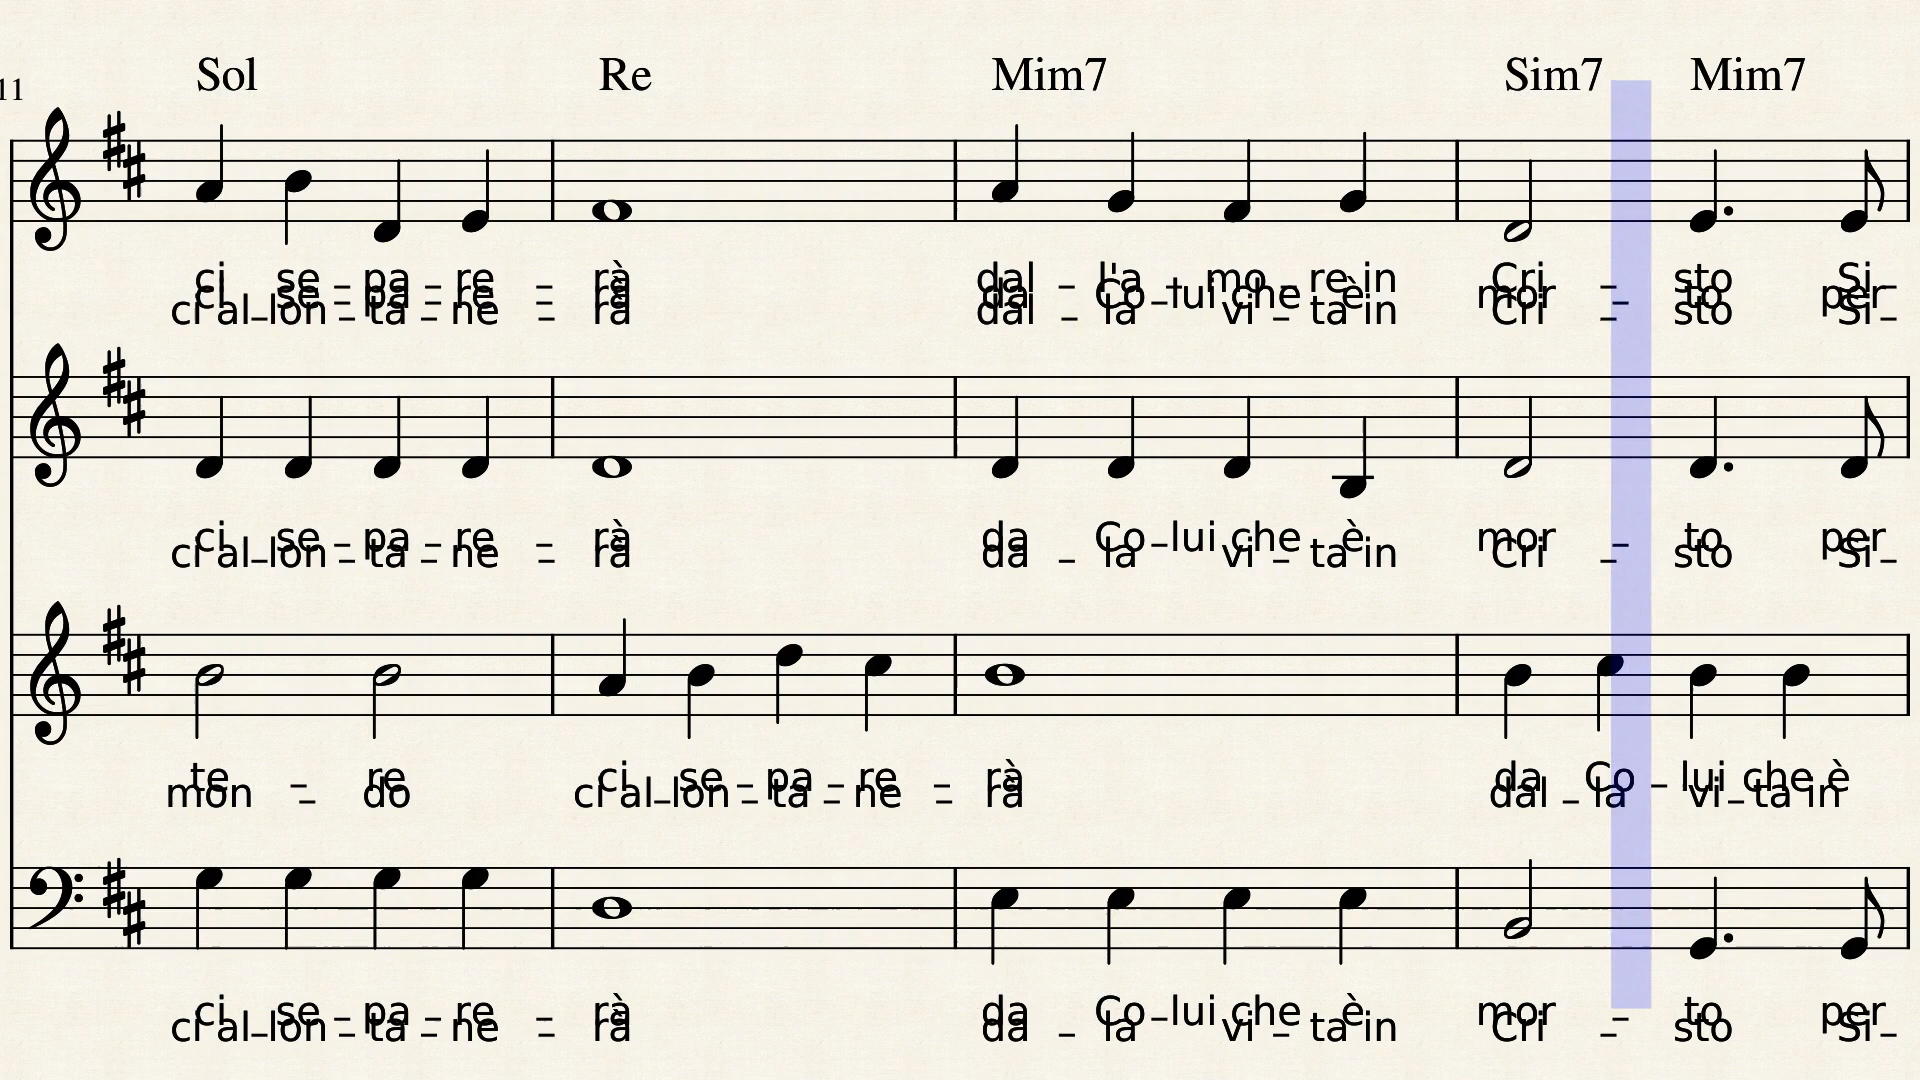 Sol Re Mim7 Sim7 Mim7
11
ci se – pa – re – rà dal – l'a – mo – re in Cri – sto Si –
ci se – pa – re – rà da Co – lui che è mor – to per
ci al – lon – ta – ne – rà dal – la vi – ta in Cri – sto Si –
ci se – pa – re – rà da Co – lui che è mor – to per
ci al – lon – ta – ne – rà da – la vi – ta in Cri – sto Si –
te – re ci se – pa – re – rà da Co – lui che è
mon – do ci al – lon – ta – ne – rà dal – la vi – ta in
ci se – pa – re – rà da Co – lui che è mor – to per
ci al – lon – ta – ne – rà da – la vi – ta in Cri – sto Si –